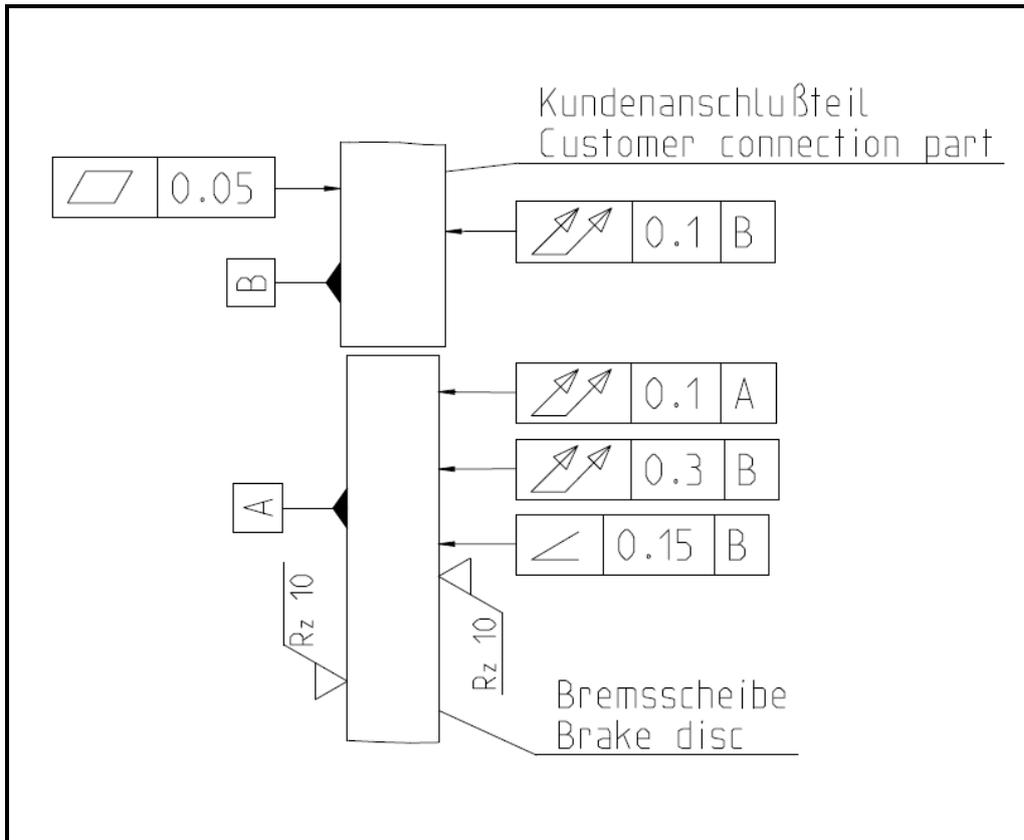 Kundenanschlußteil
Customer connection part
0.05
0.1 B
B
0.1 A
0.3 B
A
0.15 B
Rz 10
Rz 10
Bremsscheibe
Brake disc